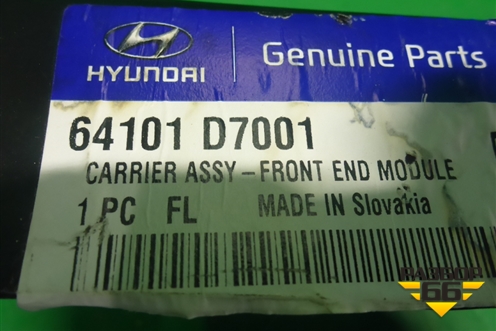 HYUNDAI
Genuine Parts
64101 D7001
CARRIER ASSY-FRONT END MODULE
1 PC FL MADE IN Slovakia
66